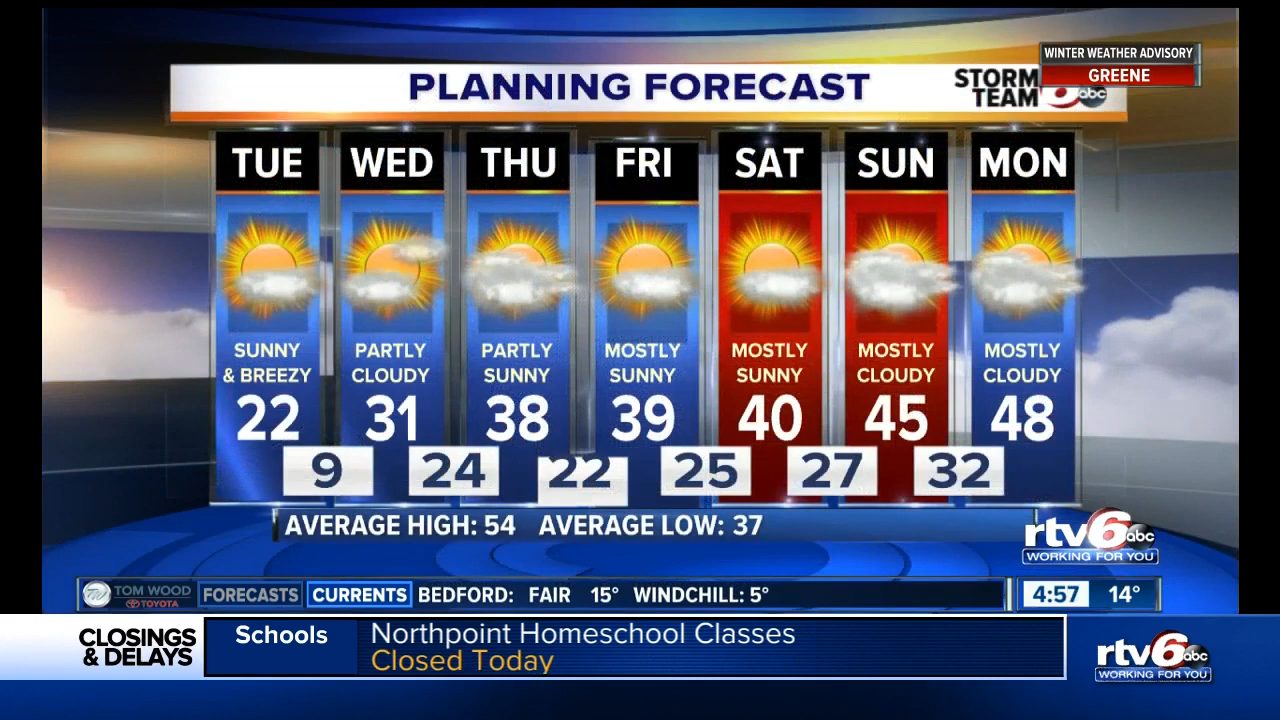 WINTER WEATHER ADVISORY
GREENE
PLANNING FORECAST
STORM
TEAM 6 abc
TUE WED THU FRI SAT SUN MON
SUNNY PARTLY PARTLY MOSTLY MOSTLY MOSTLY MOSTLY
& BREEZY CLOUDY SUNNY SUNNY SUNNY CLOUDY CLOUDY
22 31 38 39 40 45 48
9 24 22 25 27 32
AVERAGE HIGH: 54 AVERAGE LOW: 37
rtv6 abc
WORKING FOR YOU
TOM WOOD
TOYOTA
FORECASTS CURRENTS BEDFORD: FAIR 15° WINDCHILL: 5° 4:57 14°
CLOSINGS
& DELAYS
Schools
Northpoint Homeschool Classes
Closed Today
rtv6 abc
WORKING FOR YOU